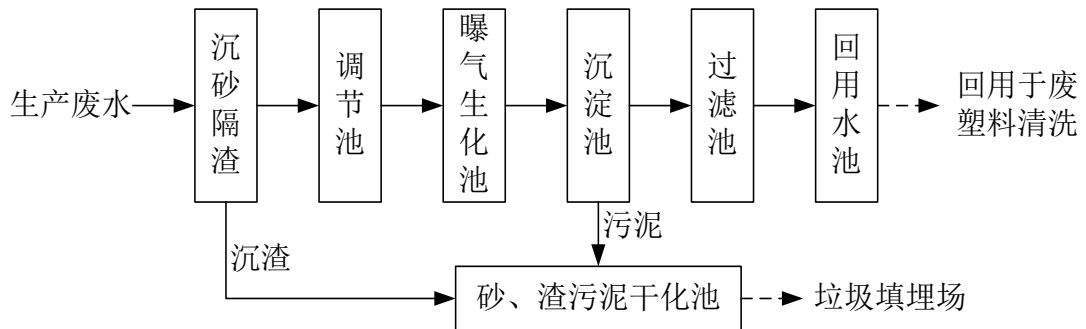 生产废水
沉砂隔渣
调节池
曝气生化池
沉淀池
过滤池
回用水池
回用于废
塑料清洗
沉渣
污泥
砂、渣污泥干化池
垃圾填埋场